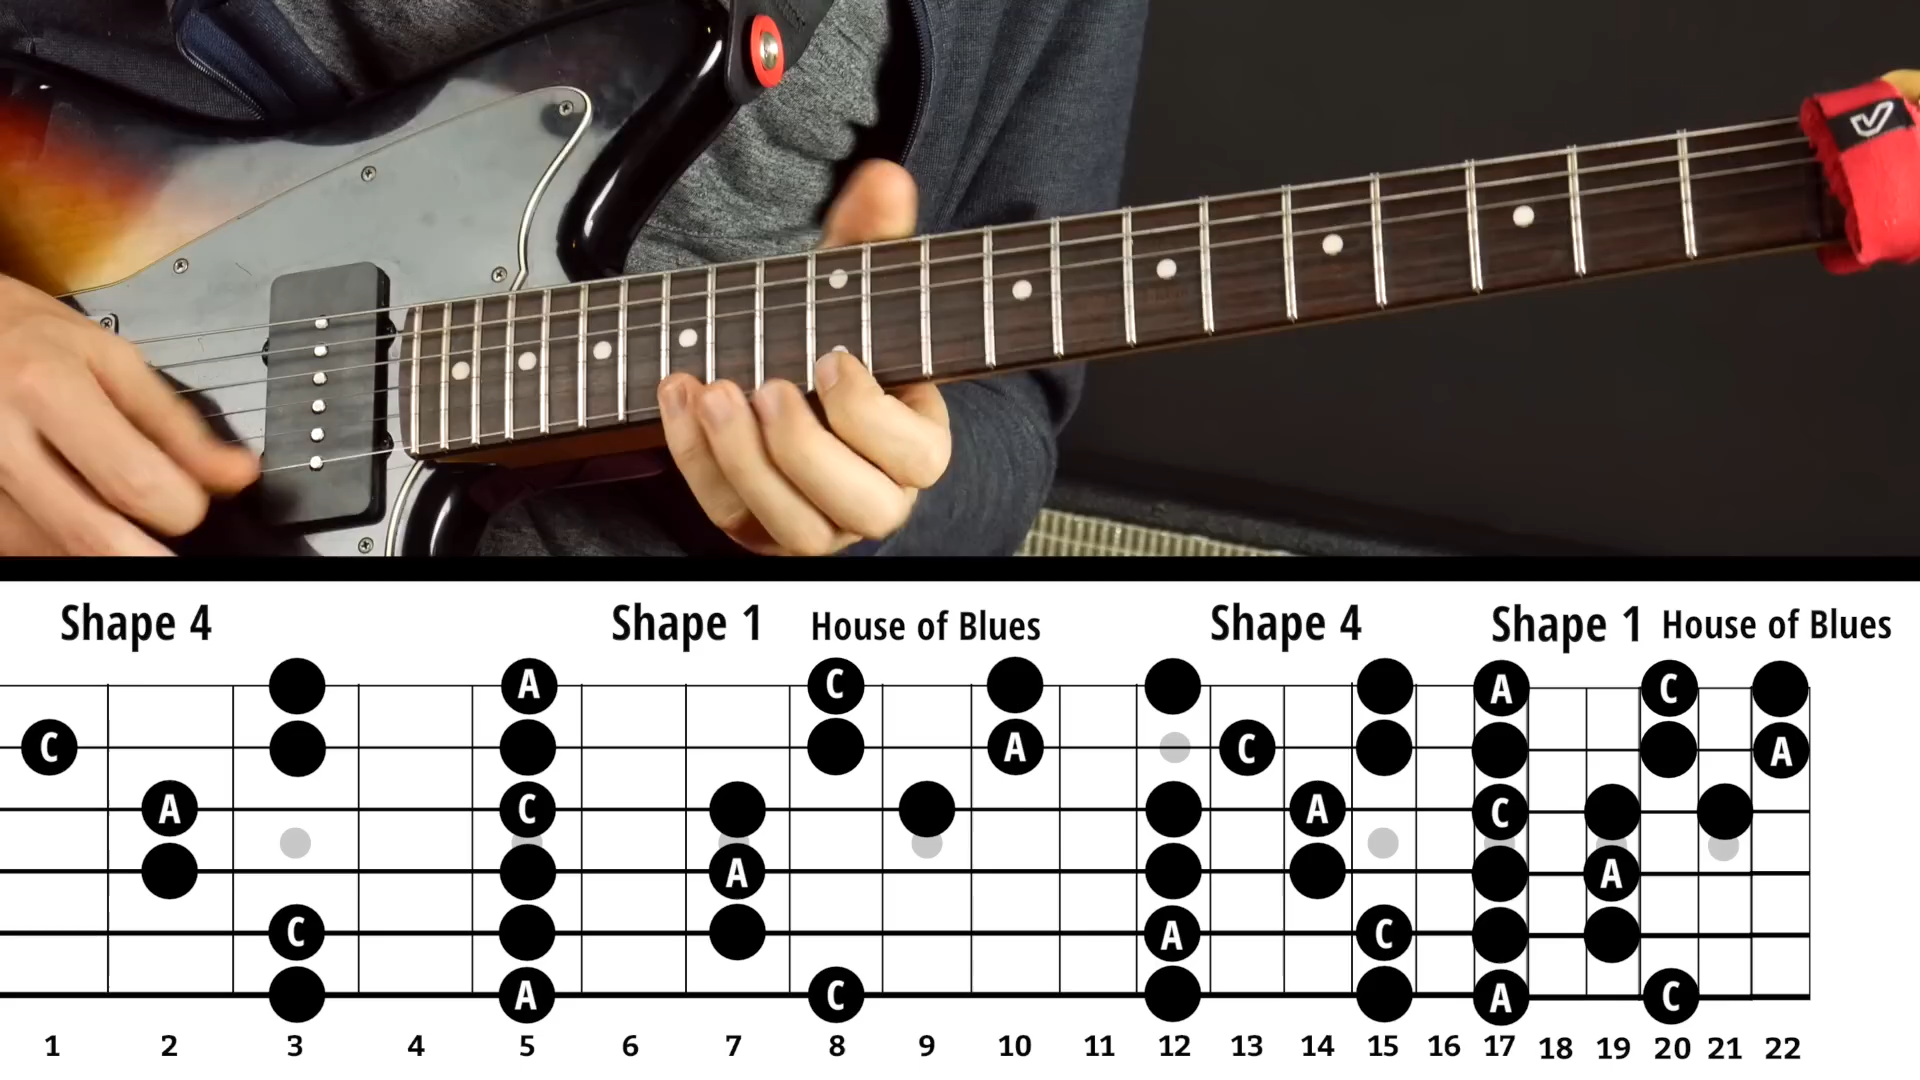 Shape 4 Shape 1 House of Blues Shape 4 Shape 1 House of Blues
A C A C
C A C A
A C A C
A A
C A C
A C A C
1 2 3 4 5 6 7 8 9 10 11 12 13 14 15 16 17 18 19 20 21 22